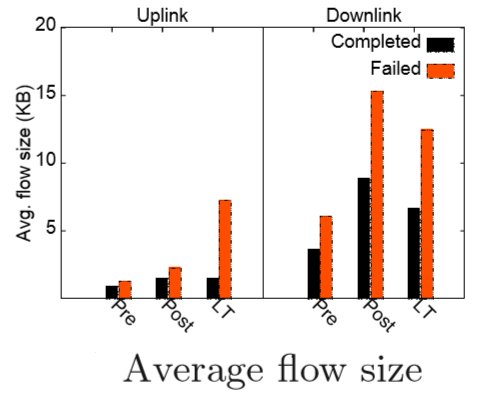 Uplink Downlink
20
Completed
Failed
15
10
5
Avg. flow size (KB)
Pre Post LT Pre Post LT
Average flow size